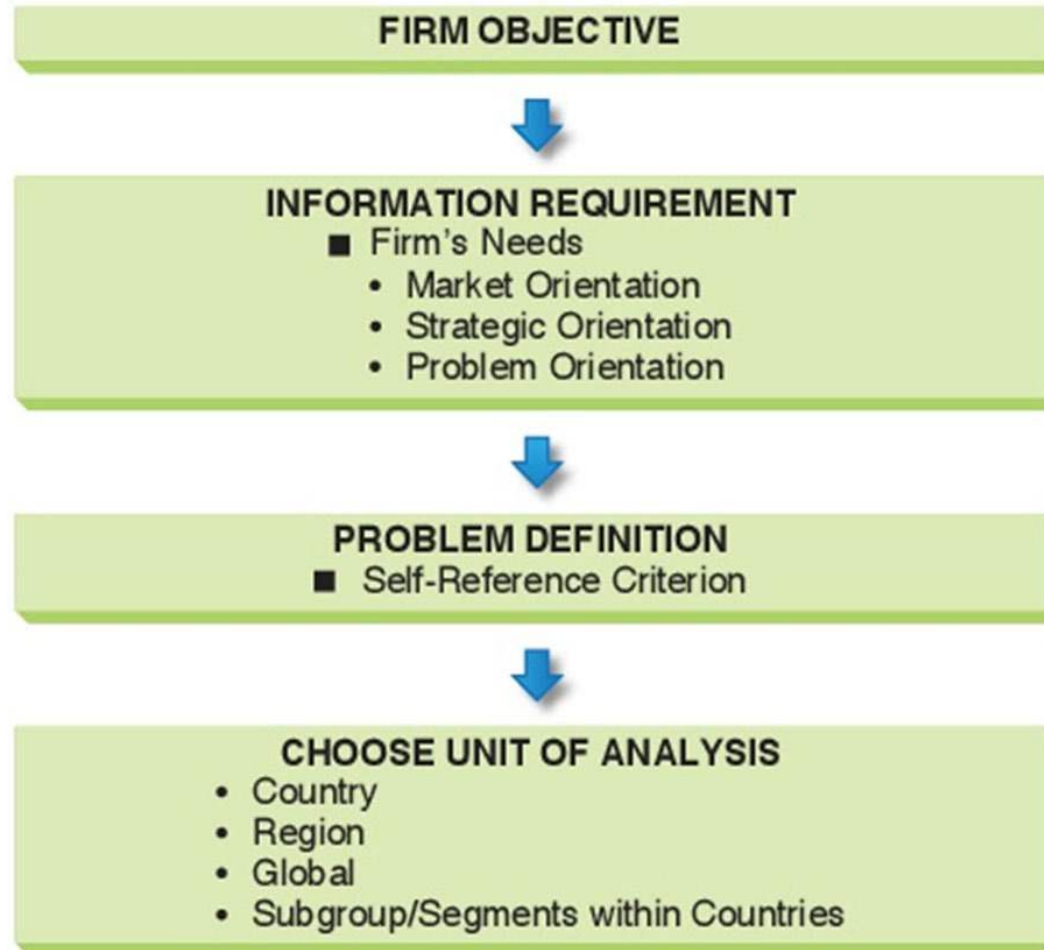 FIRM OBJECTIVE
INFORMATION REQUIREMENT
■ Firm's Needs
• Market Orientation
• Strategic Orientation
• Problem Orientation
PROBLEM DEFINITION
■ Self-Reference Criterion
CHOOSE UNIT OF ANALYSIS
• Country
• Region
• Global
• Subgroup/Segments within Countries